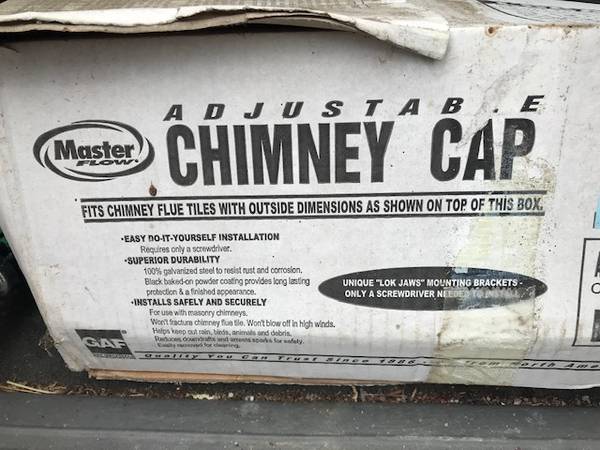 ADJUSTABLE
Master FLOW®
CHIMNEY CAP
FITS CHIMNEY FLUE TILES WITH OUTSIDE DIMENSIONS AS SHOWN ON TOP OF THIS BOX.
•EASY DO-IT-YOURSELF INSTALLATION
Requires only a screwdriver.
•SUPERIOR DURABILITY
100% galvanized steel to resist rust and corrosion.
Black baked-on powder coating provides long lasting
protection & a finished appearance.
•INSTALLS SAFELY AND SECURELY
For use with masonry chimneys.
Won't fracture chimney flue tile. Won't blow off in high winds.
Helps keep out rain, birds, animals and debris.
Reduces downdrafts and arrests sparks for safety.
Easily removed for cleaning.
UNIQUE "LOK JAWS" MOUNTING BRACKETS -
ONLY A SCREWDRIVER NEEDED TO INSTALL
GAF
Quality You Can Trust Since 1886